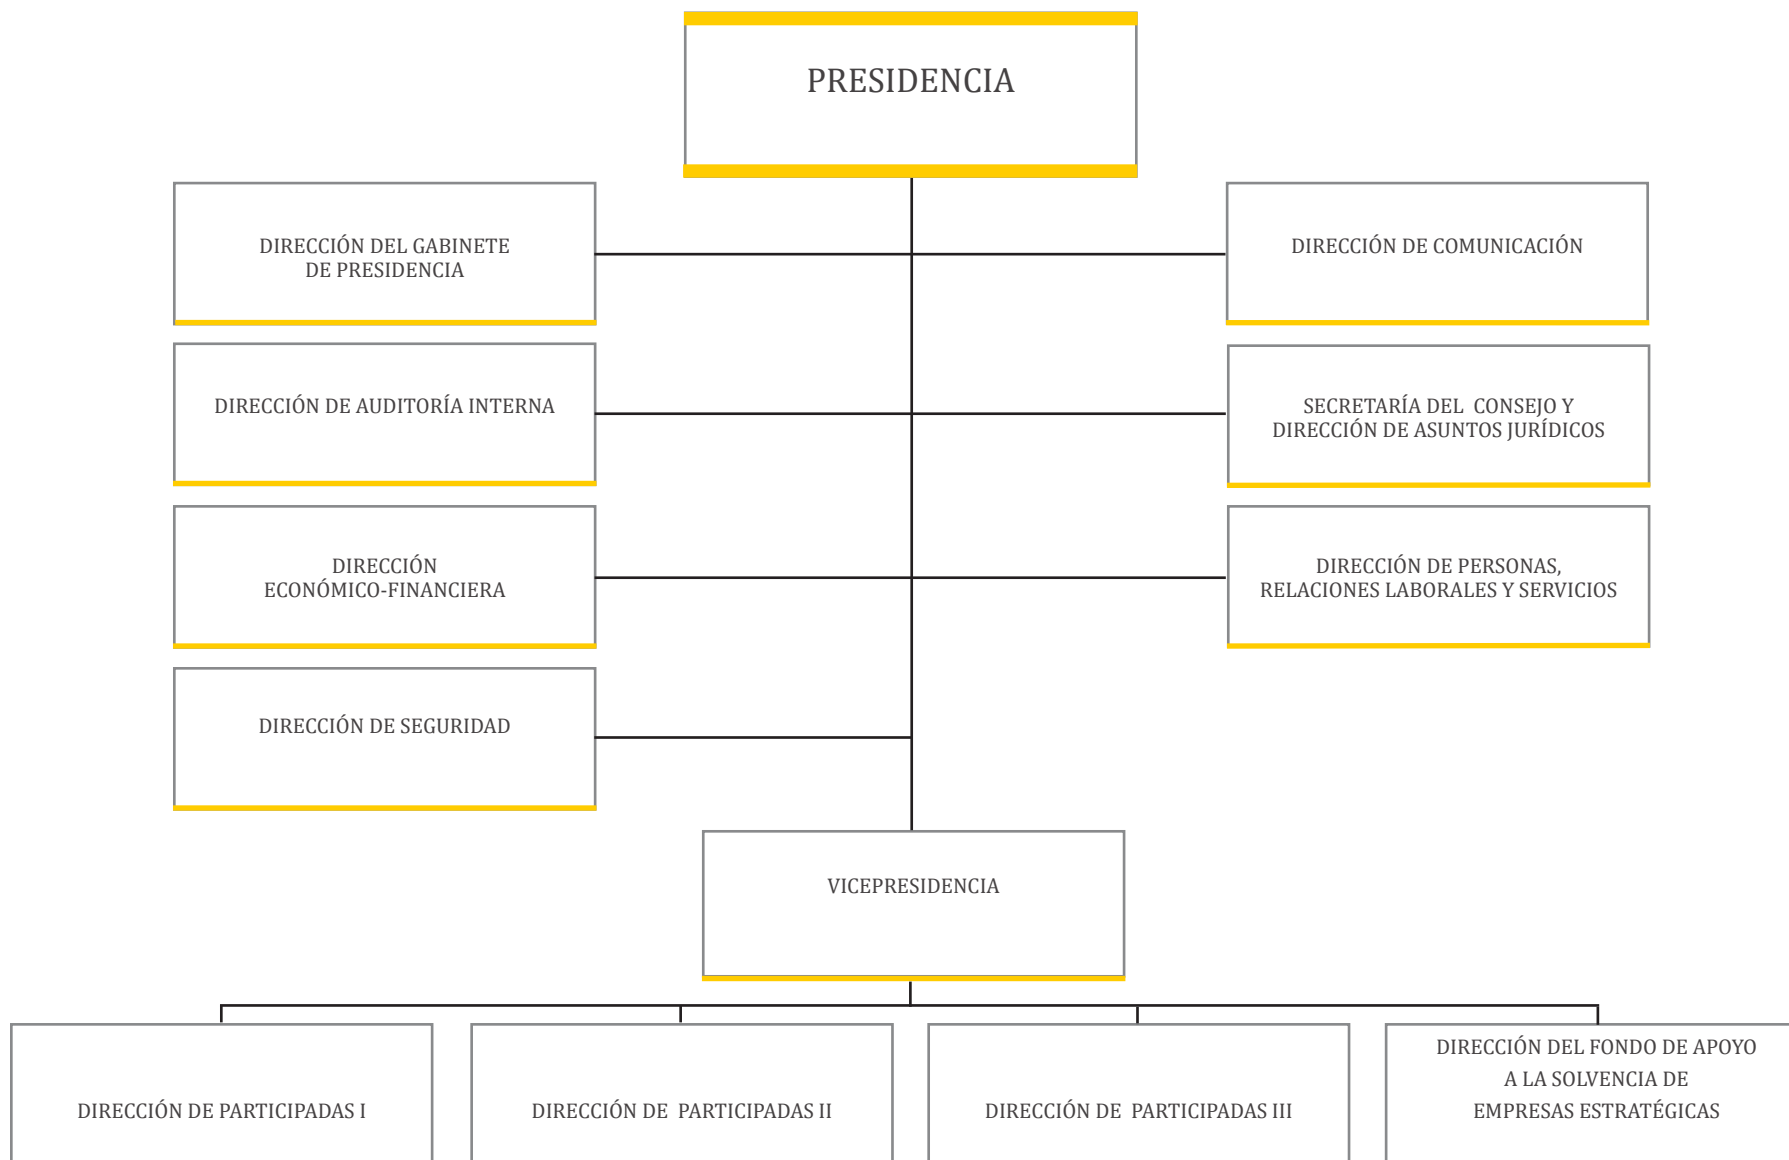 PRESIDENCIA
DIRECCIÓN DEL GABINETE
DE PRESIDENCIA
DIRECCIÓN DE COMUNICACIÓN
DIRECCIÓN DE AUDITORÍA INTERNA
SECRETARÍA DEL CONSEJO Y
DIRECCIÓN DE ASUNTOS JURÍDICOS
DIRECCIÓN
ECONÓMICO-FINANCIERA
DIRECCIÓN DE PERSONAS,
RELACIONES LABORALES Y SERVICIOS
DIRECCIÓN DE SEGURIDAD
VICEPRESIDENCIA
DIRECCIÓN DE PARTICIPADAS I
DIRECCIÓN DE PARTICIPADAS II
DIRECCIÓN DE PARTICIPADAS III
DIRECCIÓN DEL FONDO DE APOYO
A LA SOLVENCIA DE
EMPRESAS ESTRATÉGICAS